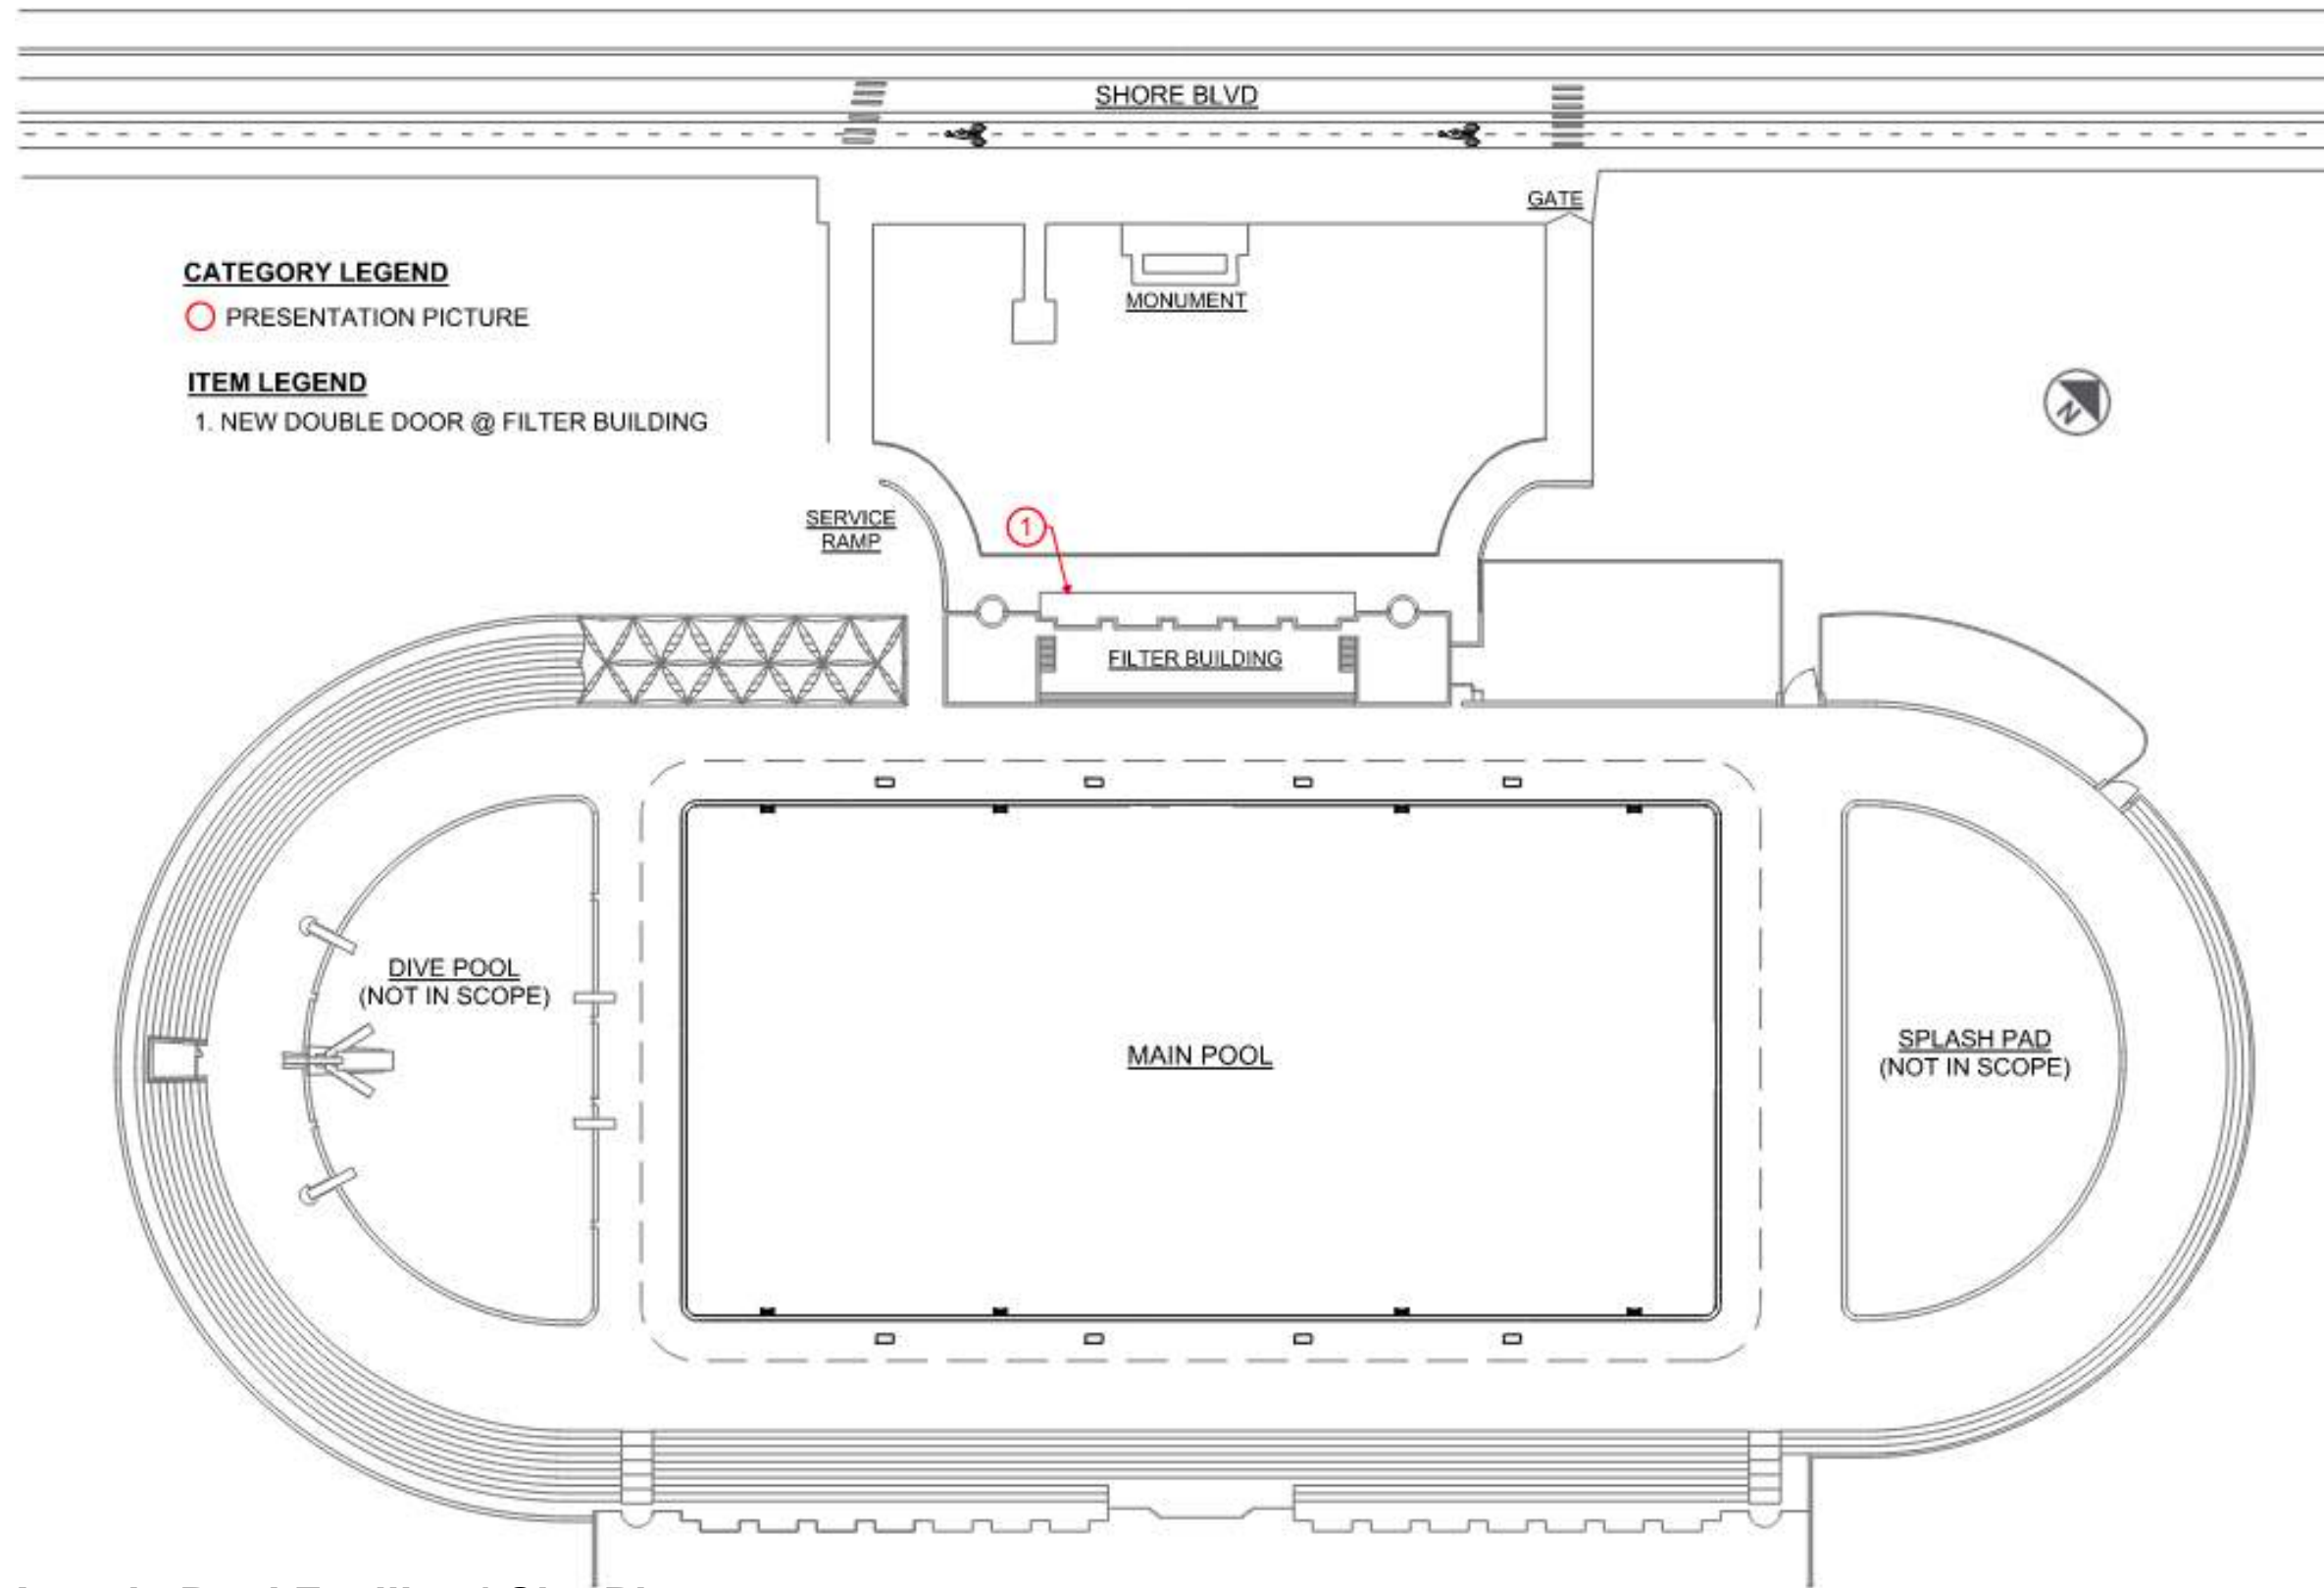 SHORE BLVD
GATE
CATEGORY LEGEND
PRESENTATION PICTURE
MONUMENT
ITEM LEGEND
1. NEW DOUBLE DOOR @ FILTER BUILDING
N
SERVICE
RAMP
1
FILTER BUILDING
DIVE POOL
(NOT IN SCOPE)
MAIN POOL
SPLASH PAD
(NOT IN SCOPE)